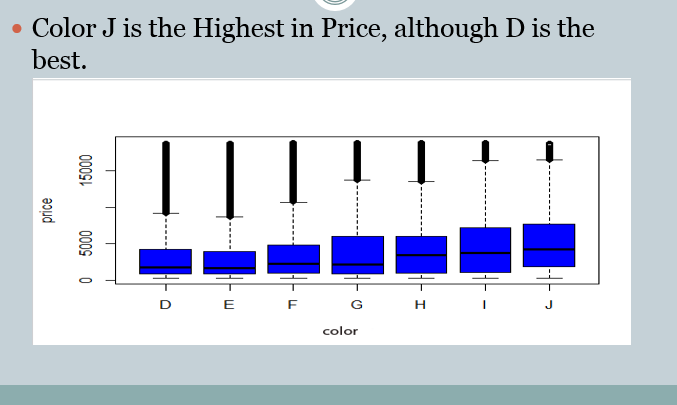 Color J is the Highest in Price, although D is the
best.
price
15000
5000
0
D E F G H I J
color